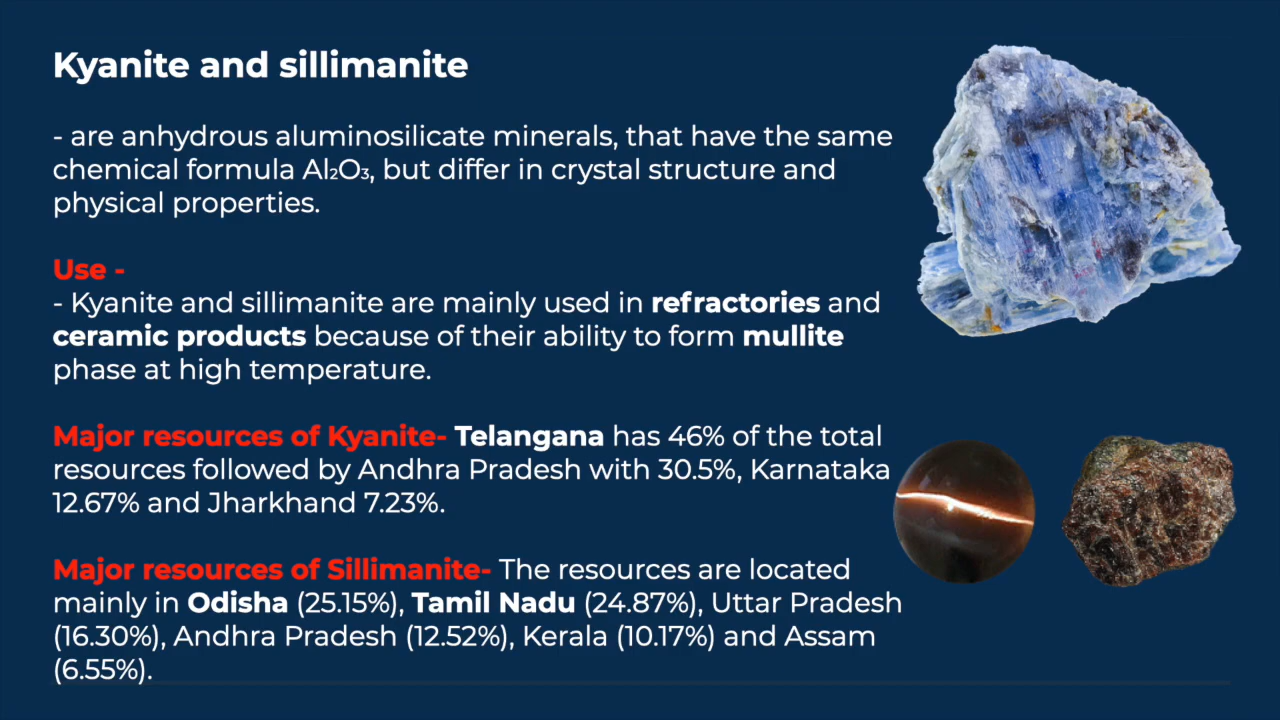 Kyanite and sillimanite
- are anhydrous aluminosilicate minerals, that have the same
chemical formula Al₂O₃, but differ in crystal structure and
physical properties.
Use -
- Kyanite and sillimanite are mainly used in refractories and
ceramic products because of their ability to form mullite
phase at high temperature.
Major resources of Kyanite- Telangana has 46% of the total
resources followed by Andhra Pradesh with 30.5%, Karnataka
12.67% and Jharkhand 7.23%.
Major resources of Sillimanite- The resources are located
mainly in Odisha (25.15%), Tamil Nadu (24.87%), Uttar Pradesh
(16.30%), Andhra Pradesh (12.52%), Kerala (10.17%) and Assam
(6.55%).